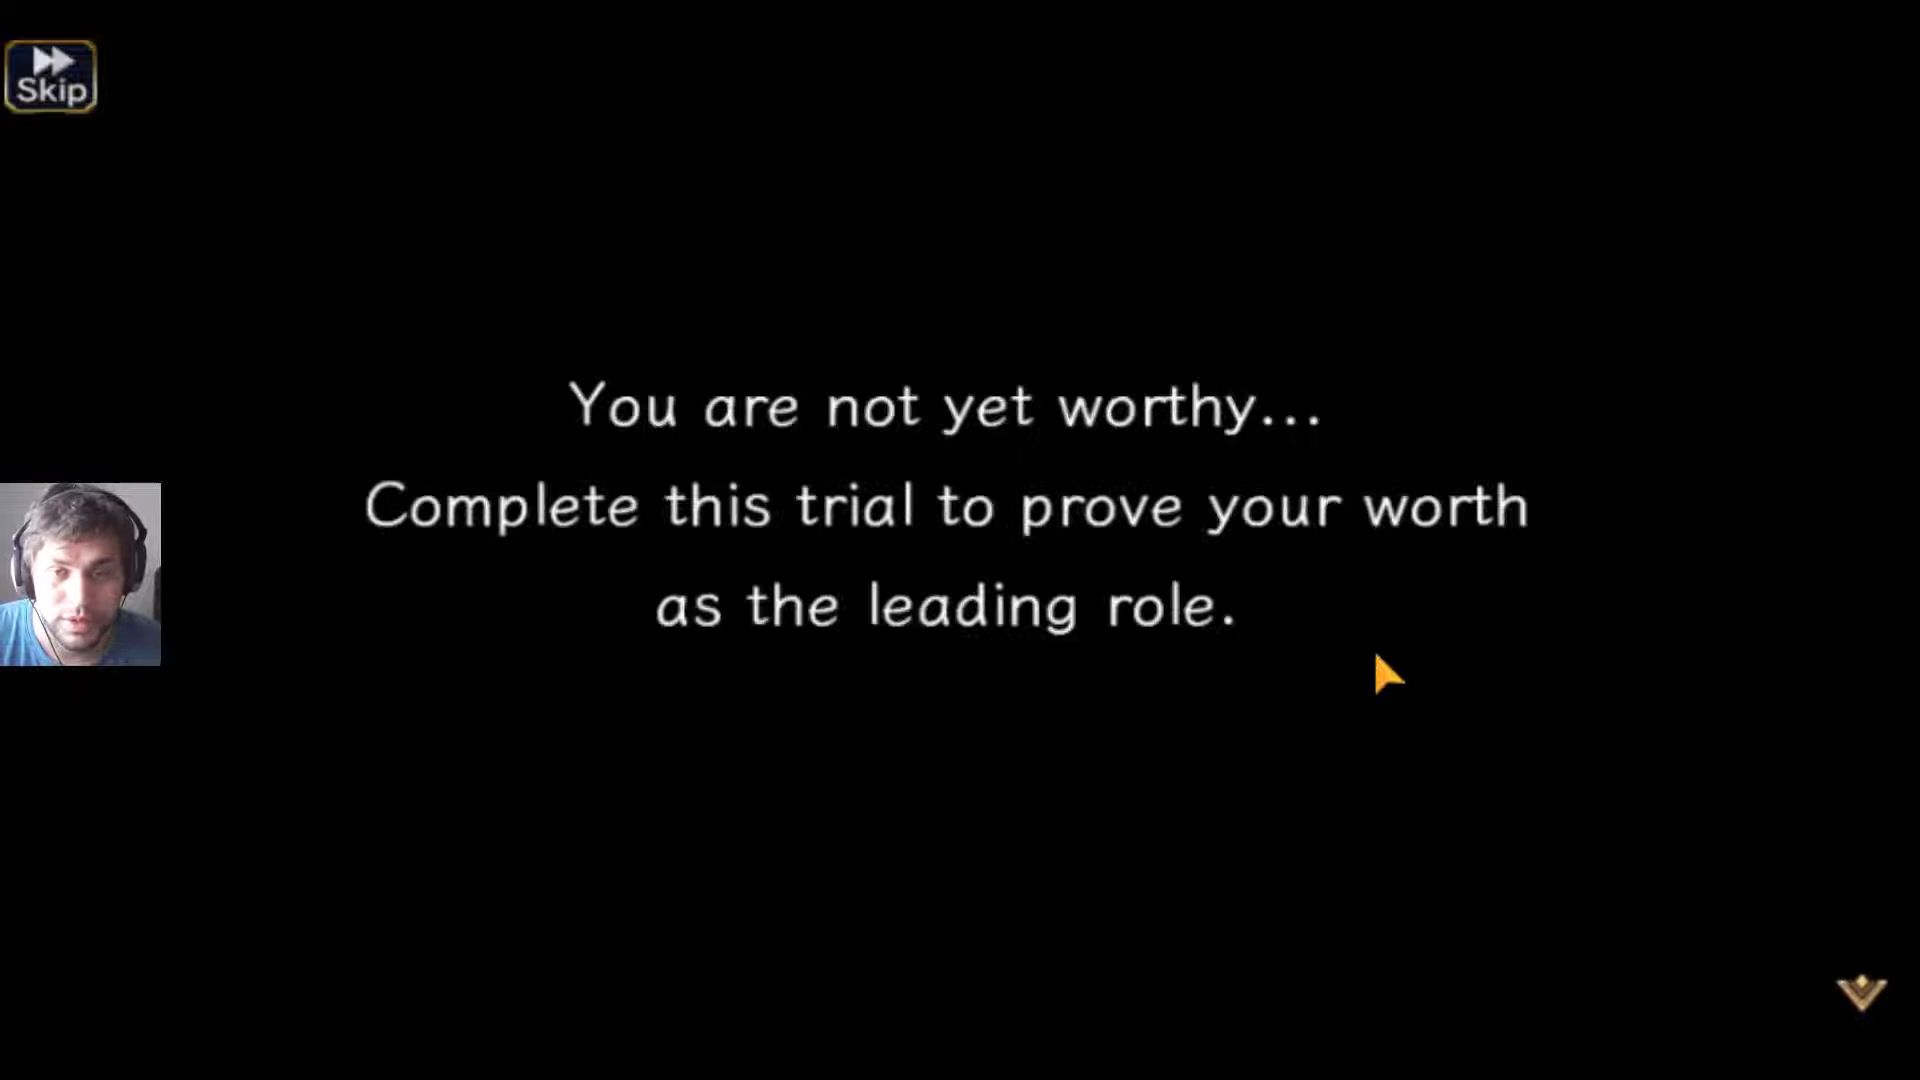 Skip
You are not yet worthy...
Complete this trial to prove your worth
as the leading role.